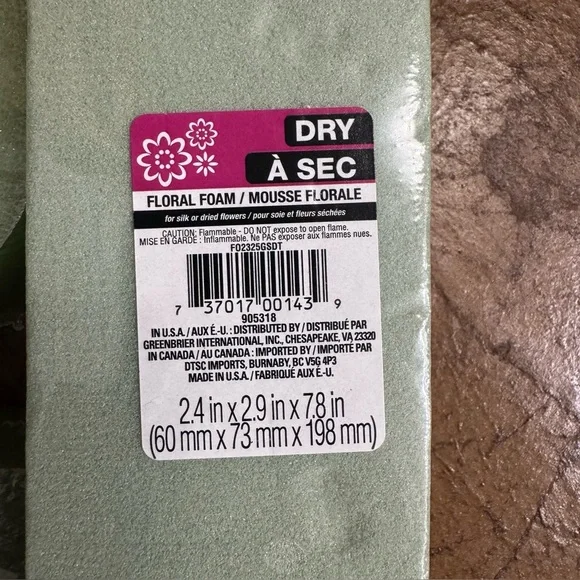 DRY
À SEC
FLORAL FOAM / MOUSSE FLORALE
for silk or dried flowers / pour soie et fleurs séchées
CAUTION: Flammable - DO NOT expose to open flame.
MISE EN GARDE : Inflammable. Ne PAS exposer aux flammes nues.
FO2325GSDT
7 37017 00143 9
905318
IN U.S.A. / AUX É.-U. : DISTRIBUTED BY / DISTRIBUÉ PAR
GREENBRIER INTERNATIONAL, INC., CHESAPEAKE, VA 23320
IN CANADA / AU CANADA : IMPORTED BY / IMPORTÉ PAR
DTSC IMPORTS, BURNABY, BC V5G 4P3
MADE IN U.S.A. / FABRIQUÉ AUX É.-U.
2.4 in x 2.9 in x 7.8 in
(60 mm x 73 mm x 198 mm)